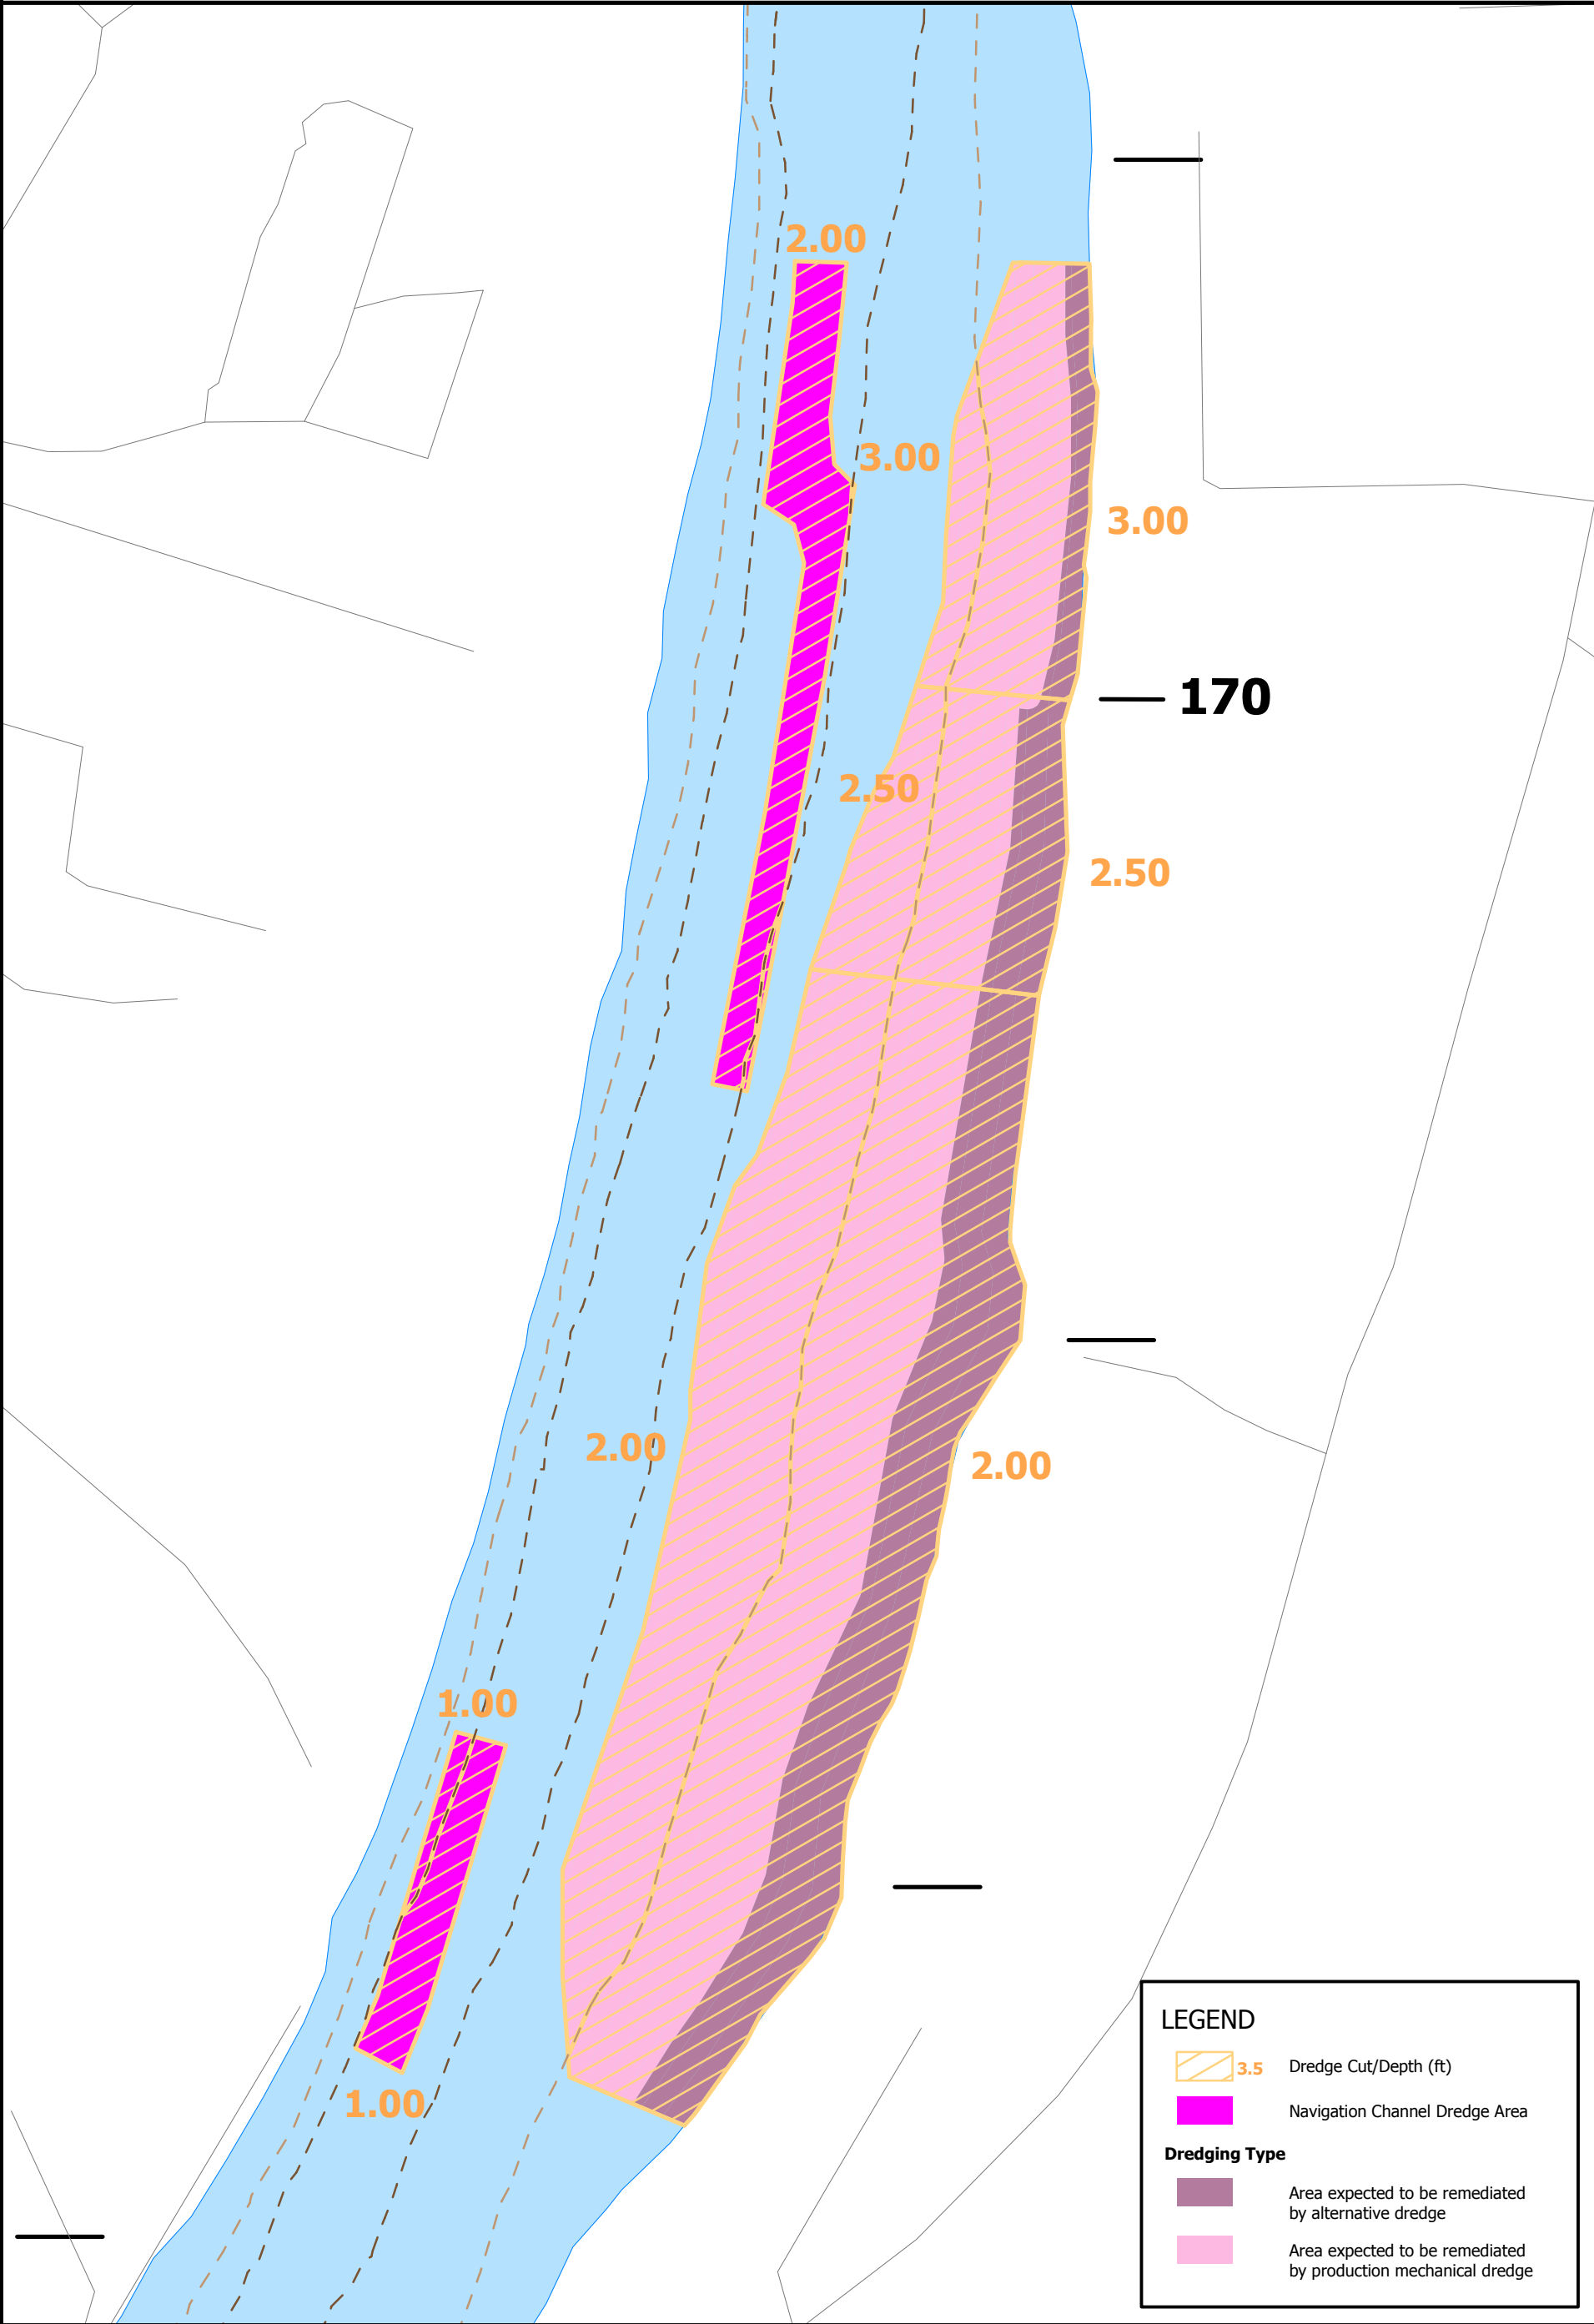 2.00
3.00
3.00
170
2.50
2.50
2.00
2.00
1.00
1.00
LEGEND
3.5 Dredge Cut/Depth (ft)
Navigation Channel Dredge Area
Dredging Type
Area expected to be remediated
by alternative dredge
Area expected to be remediated
by production mechanical dredge